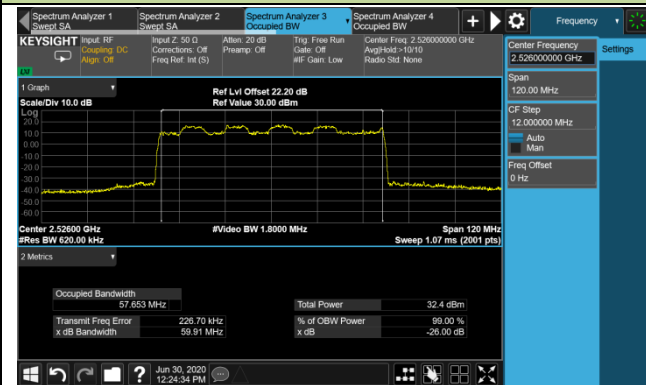 Spectrum Analyzer 1
Swept SA
Spectrum Analyzer 2
Swept SA
Spectrum Analyzer 3
Occupied BW
Spectrum Analyzer 4
Occupied BW
Frequency
KEYSIGHT
Input: RF
Coupling: DC
Align: Off
Input Z: 50 Ω
Corrections: Off
Freq Ref: Int (S)
Atten: 20 dB
Preamp: Off
Trig: Free Run
Gate: Off
#IF Gain: Low
Center Freq: 2.526000000 GHz
Avg|Hold:>10/10
Radio Std: None
Center Frequency
2.526000000 GHz
Settings
Span
120.00 MHz
CF Step
12.000000 MHz
Auto
Man
Freq Offset
0 Hz
1 Graph
Scale/Div 10.0 dB
Ref Lvl Offset 22.20 dB
Ref Value 30.00 dBm
Log
20.0
10.0
0.00
-10.0
-20.0
-30.0
-40.0
-50.0
-60.0
Center 2.52600 GHz
#Video BW 1.8000 MHz
Span 120 MHz
#Res BW 620.00 kHz
Sweep 1.07 ms (2001 pts)
2 Metrics
Occupied Bandwidth
57.653 MHz
Total Power
32.4 dBm
Transmit Freq Error
226.70 kHz
% of OBW Power
99.00 %
x dB Bandwidth
59.91 MHz
x dB
-26.00 dB
?
Jun 30, 2020
12:24:34 PM